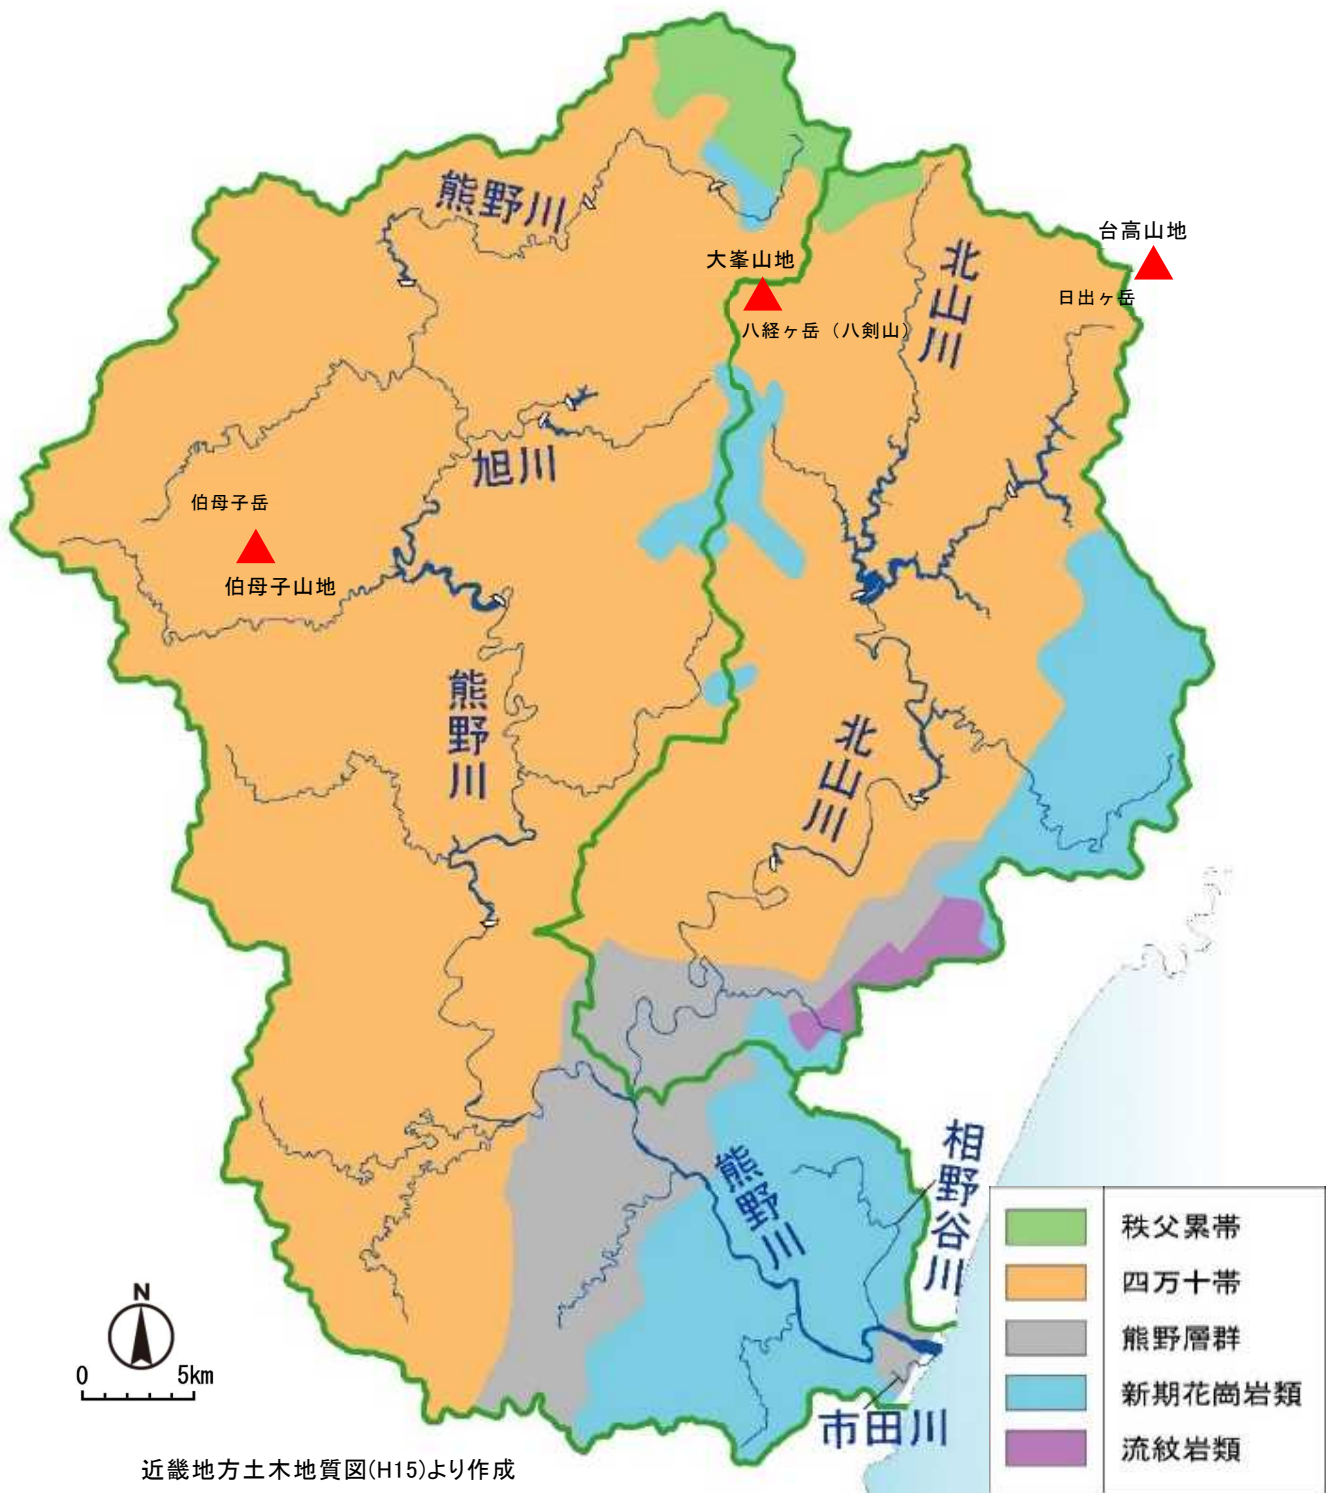 熊野川
台高山地
大峯山地
北山川
日出ヶ岳
八経ヶ岳（八剣山）
旭川
伯母子岳
伯母子山地
熊野川
北山川
相野谷川
熊野川
秩父累帯
四万十帯
熊野層群
新期花崗岩類
流紋岩類
N
0 5km
市田川
近畿地方土木地質図(H15)より作成